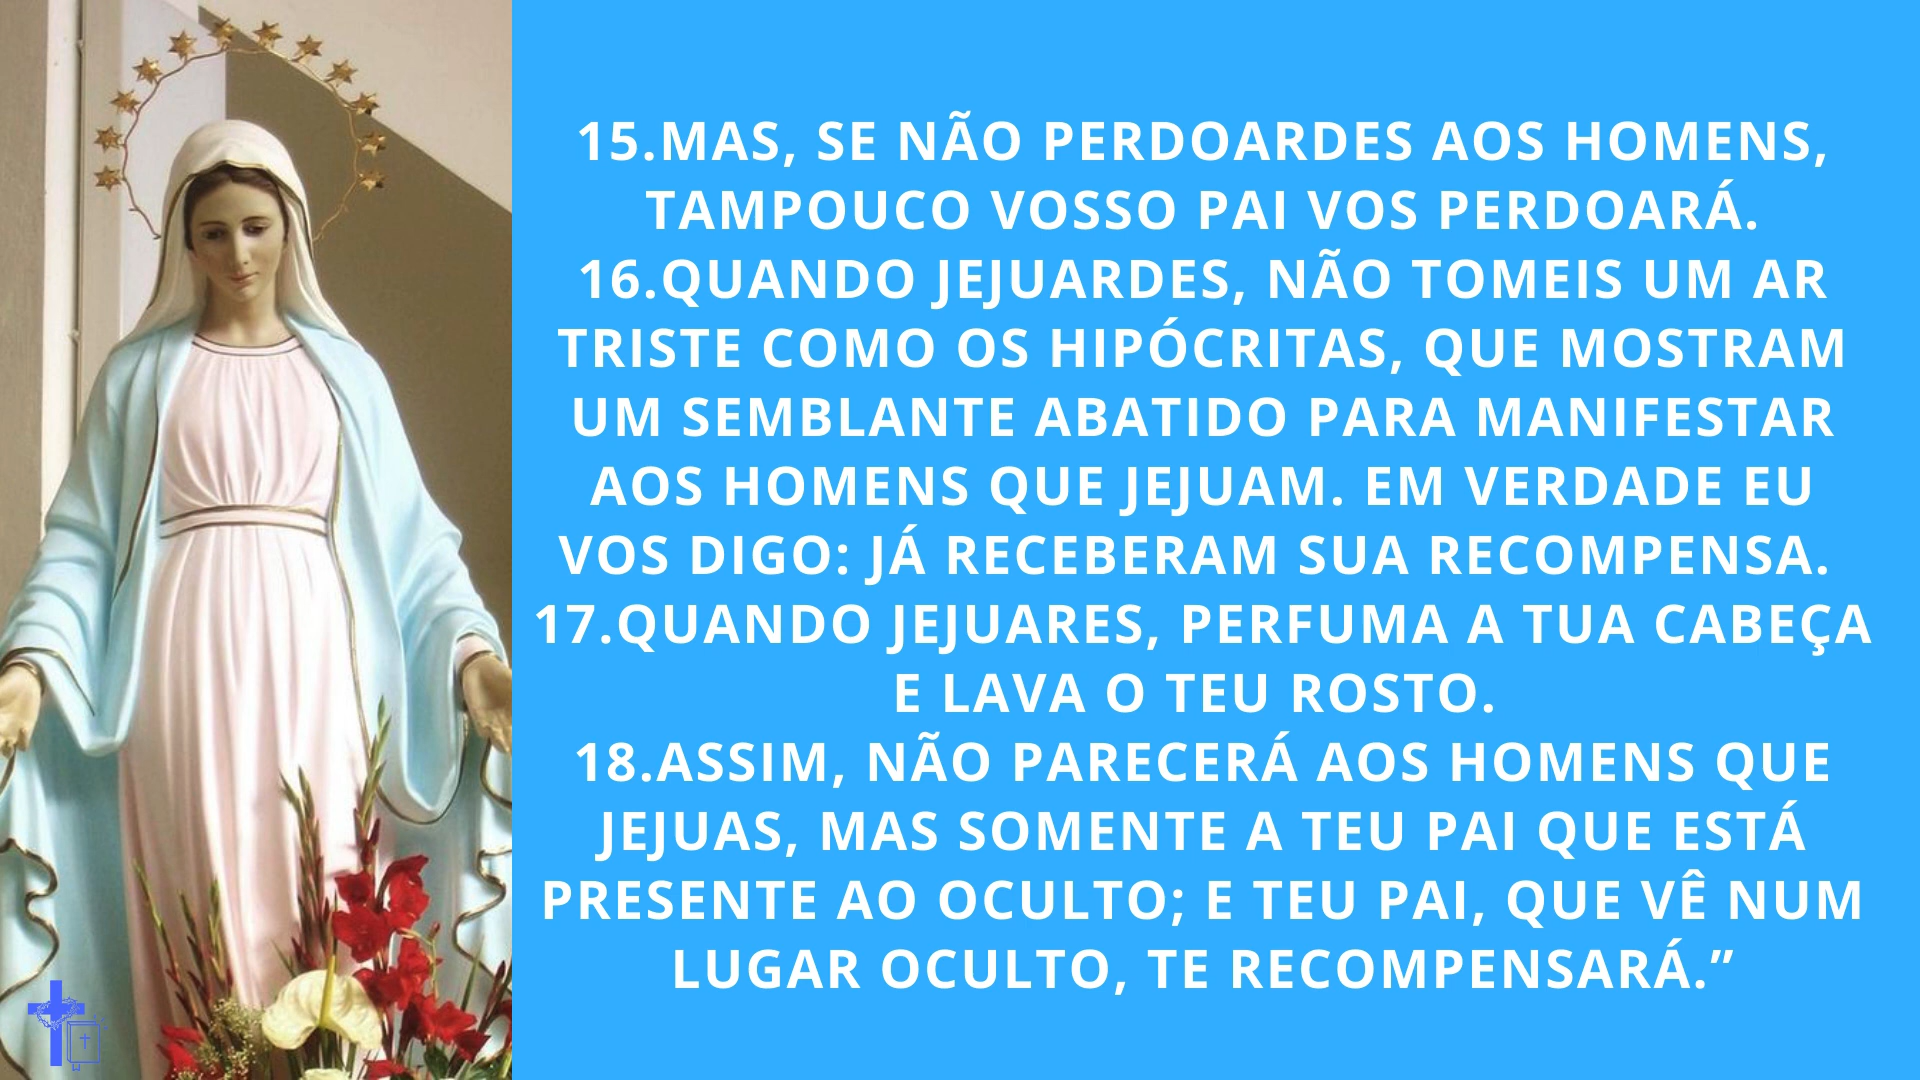 15.MAS, SE NÃO PERDOARDES AOS HOMENS,
TAMPOUCO VOSSO PAI VOS PERDOARÁ.
16.QUANDO JEJUARDES, NÃO TOMEIS UM AR
TRISTE COMO OS HIPÓCRITAS, QUE MOSTRAM
UM SEMBLANTE ABATIDO PARA MANIFESTAR
AOS HOMENS QUE JEJUAM. EM VERDADE EU
VOS DIGO: JÁ RECEBERAM SUA RECOMPENSA.
17.QUANDO JEJUARES, PERFUMA A TUA CABEÇA
E LAVA O TEU ROSTO.
18.ASSIM, NÃO PARECERÁ AOS HOMENS QUE
JEJUAS, MAS SOMENTE A TEU PAI QUE ESTÁ
PRESENTE AO OCULTO; E TEU PAI, QUE VÊ NUM
LUGAR OCULTO, TE RECOMPENSARÁ.”